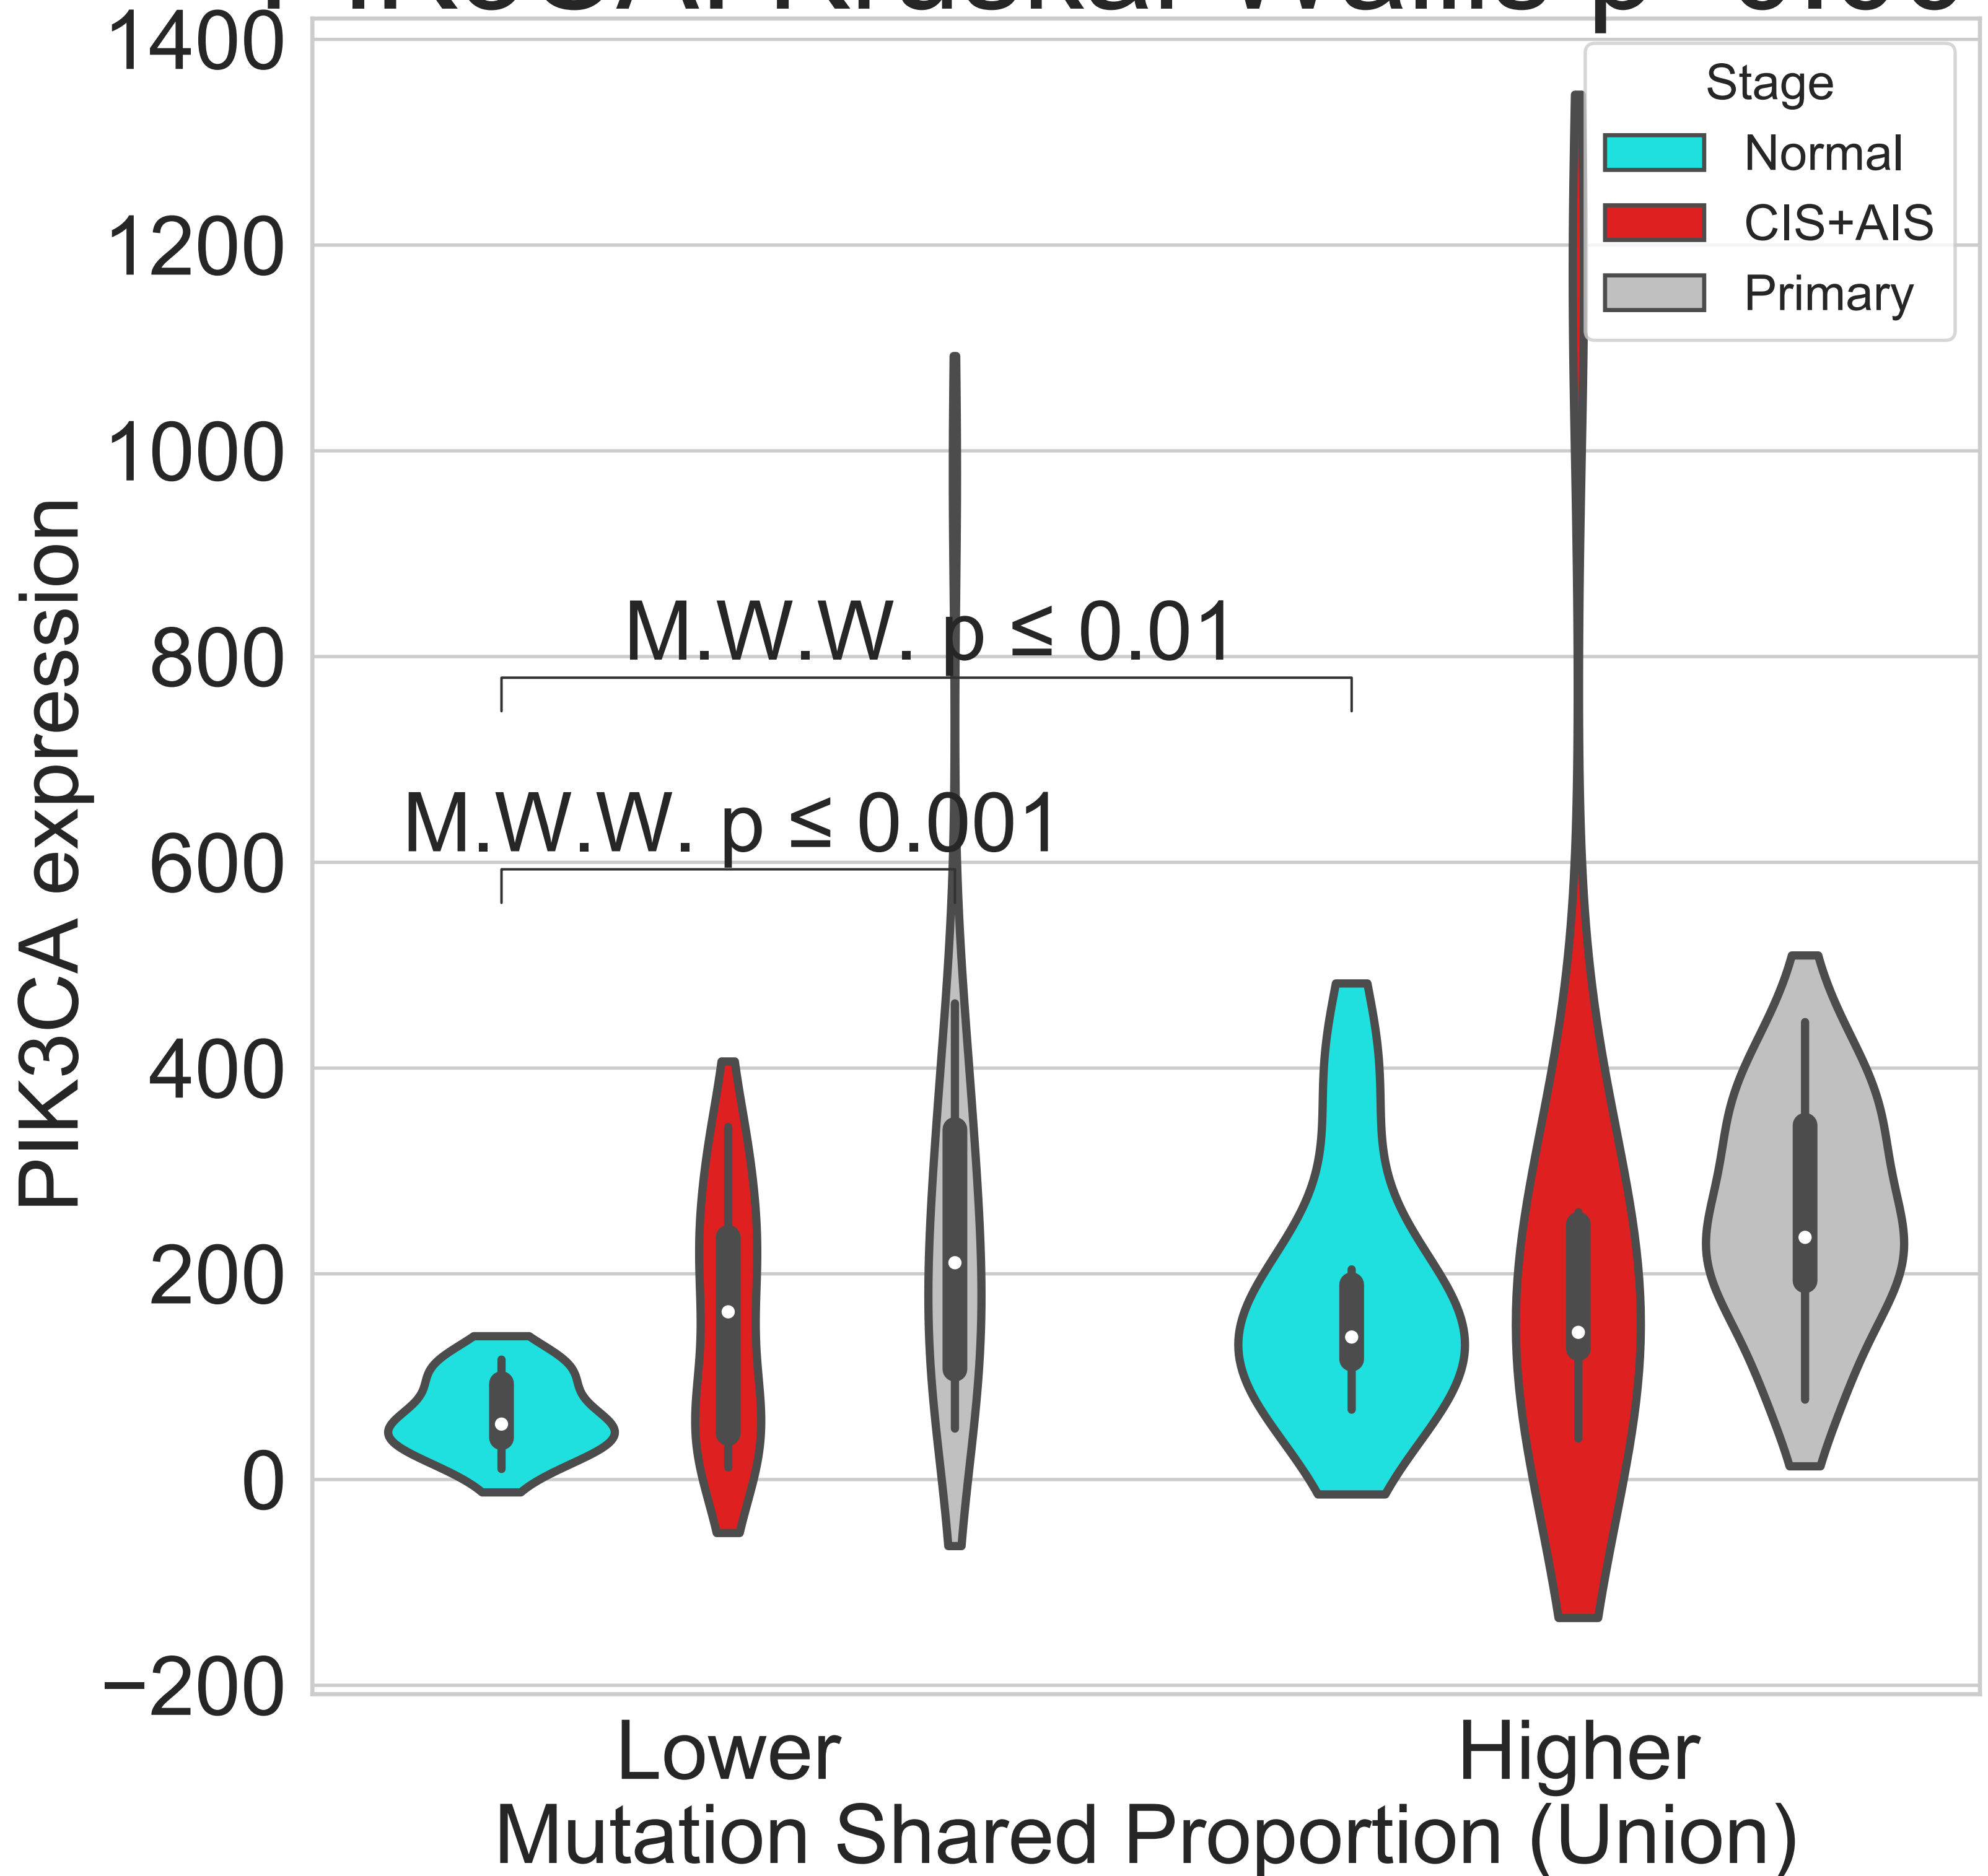 1400
1200
1000
800
600
400
200
0
−200
PIK3CA expression
Stage
Normal
CIS+AIS
Primary
M.W.W. p ≤ 0.01
M.W.W. p ≤ 0.001
Lower
Higher
Mutation Shared Proportion (Union)